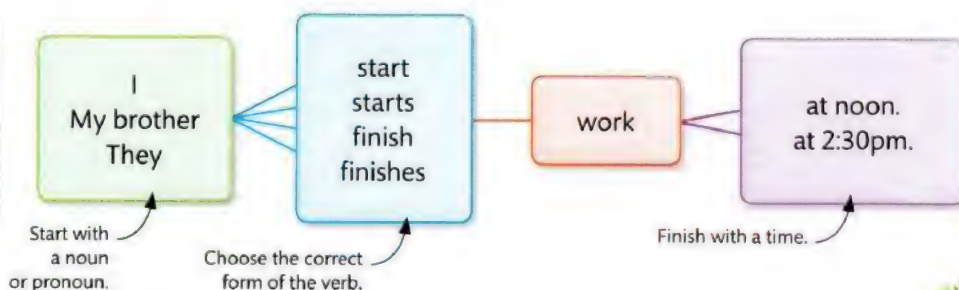 I
My brother
They
start
starts
finish
finishes
work
at noon.
at 2:30pm.
Start with
a noun
or pronoun.
Choose the correct
form of the verb.
Finish with a time.